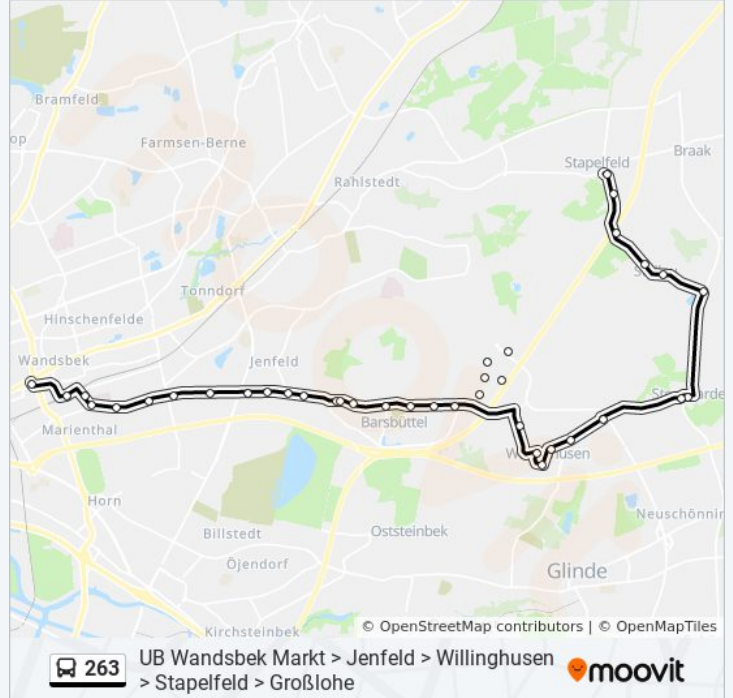 Bramfeld
Farmsen-Berne
Rahlstedt
Stapelfeld
Braak
Tonndorf
Hinschenfelde
Wandsbek
Jenfeld
Marienthal
Barsbüttel
Horn
Billstedt
Öjendorf
Oststeinbek
Neuschönnin
Glinde
Kirchsteinbek
© OpenStreetMap contributors | © OpenMapTiles
263
UB Wandsbek Markt > Jenfeld > Willinghusen
> Stapelfeld > Großlohe
moovit